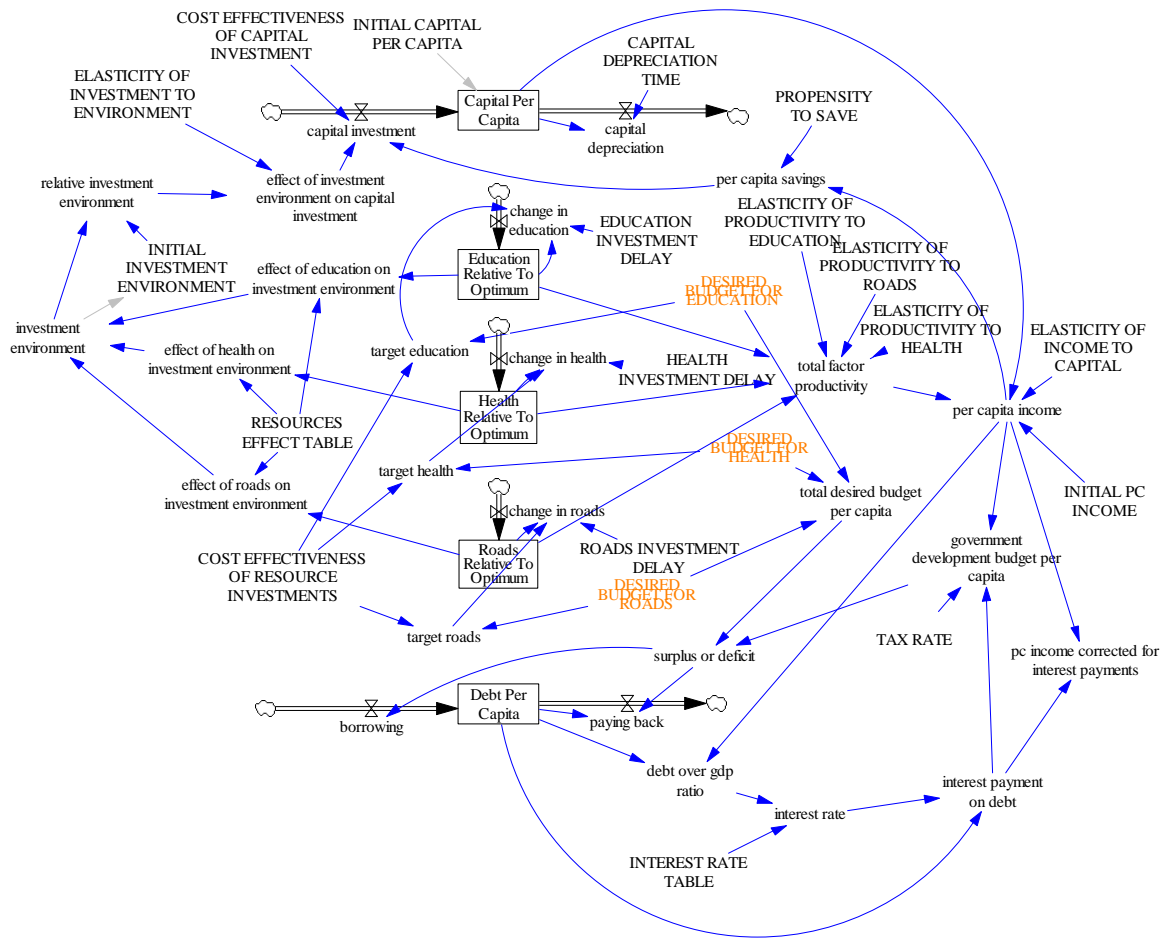 COST EFFECTIVENESS
OF CAPITAL
INVESTMENT
INITIAL CAPITAL
PER CAPITA
CAPITAL
DEPRECIATION
TIME
ELASTICITY OF
INVESTMENT TO
ENVIRONMENT
Capital Per
Capita
PROPENSITY
TO SAVE
capital investment
capital
depreciation
relative investment
environment
effect of investment
environment on capital
investment
per capita savings
ELASTICITY OF
PRODUCTIVITY TO
EDUCATION
change in
education
EDUCATION
INVESTMENT
DELAY
INITIAL
INVESTMENT
ENVIRONMENT
ELASTICITY OF
PRODUCTIVITY TO
ROADS
effect of education on
investment environment
Education
Relative To
Optimum
DESIRED
BUDGET FOR
EDUCATION
ELASTICITY OF
PRODUCTIVITY TO
HEALTH
ELASTICITY OF
INCOME TO
CAPITAL
investment
environment
effect of health on
investment environment
target education
change in health
HEALTH
INVESTMENT DELAY
total factor
productivity
per capita income
Health
Relative To
Optimum
RESOURCES
EFFECT TABLE
DESIRED
BUDGET FOR
HEALTH
target health
effect of roads on
investment environment
total desired budget
per capita
INITIAL PC
INCOME
change in roads
Roads
Relative To
Optimum
ROADS INVESTMENT
DELAY
government
development budget per
capita
COST EFFECTIVENESS
OF RESOURCE
INVESTMENTS
DESIRED
BUDGET FOR
ROADS
target roads
TAX RATE
surplus or deficit
pc income corrected for
interest payments
Debt Per
Capita
borrowing
paying back
debt over gdp
ratio
interest rate
interest payment
on debt
INTEREST RATE
TABLE